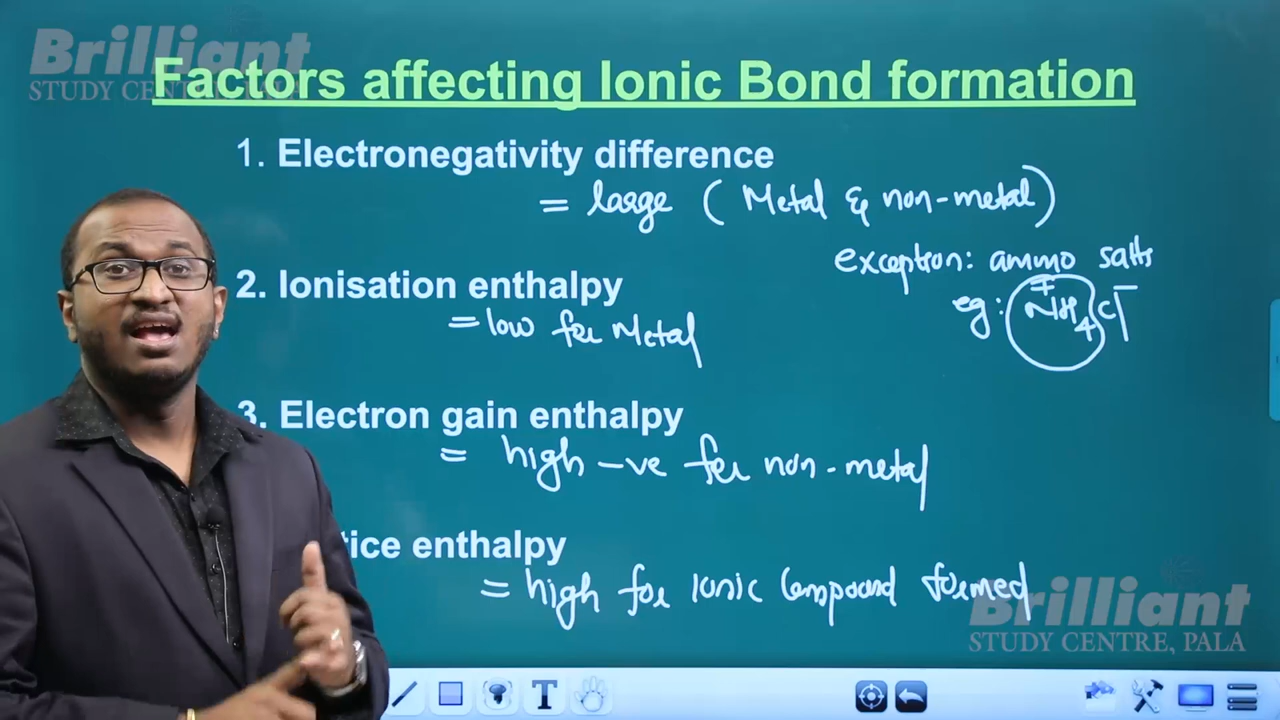 Brilliant
STUDY CENTRE, PALA
Factors affecting Ionic Bond formation
1. Electronegativity difference
= large ( Metal & non-metal)
exception: ammo salts
eg: NH4+ Cl-
2. Ionisation enthalpy
= low for Metal
3. Electron gain enthalpy
= high -ve for non-metal
tice enthalpy
= high for Ionic Compound formed
Brilliant
STUDY CENTRE, PALA
T